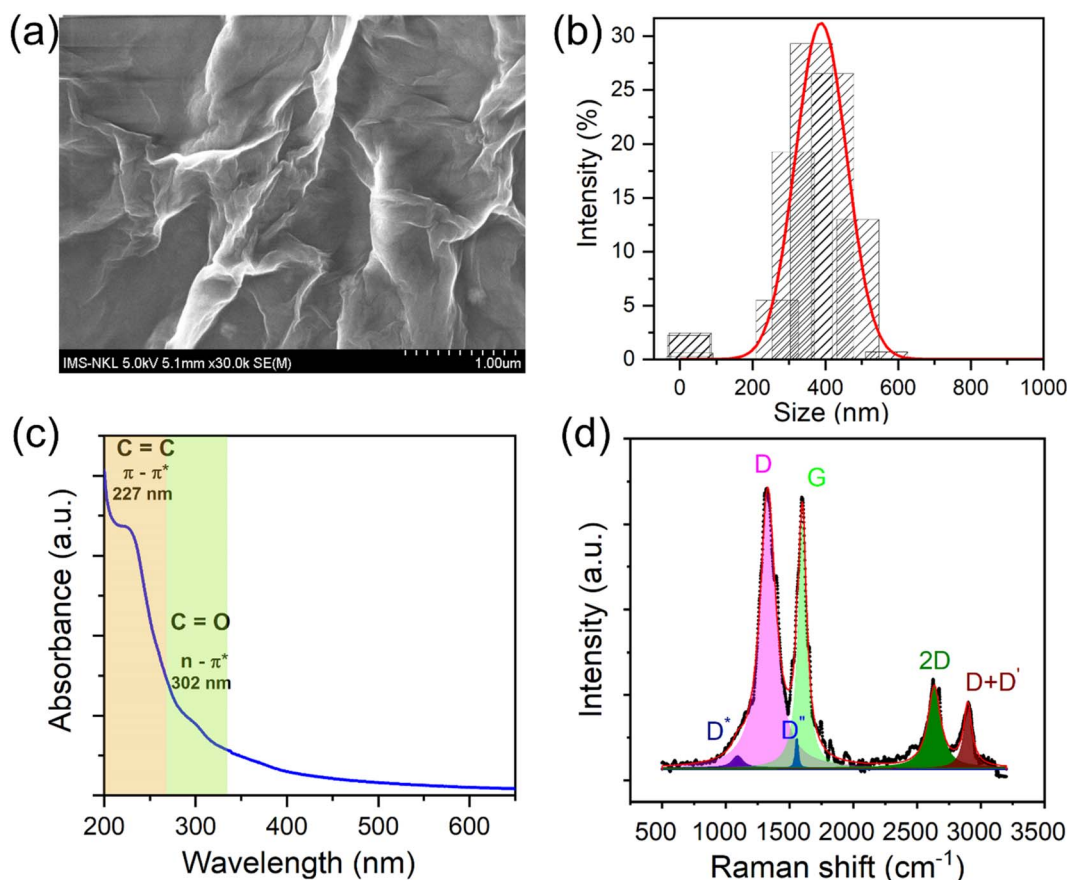 (a)
IMS-NKL 5.0kV 5.1mm x30.0k SE(M)
1.00um
(b)
Intensity (%)
30
25
20
15
10
5
0
0 200 400 600 800 1000
Size (nm)
(c)
C = C
π - π*
227 nm
C = O
n - π*
302 nm
Absorbance (a.u.)
200 300 400 500 600
Wavelength (nm)
(d)
D
G
D*
D"
2D
D+D'
Intensity (a.u.)
500 1000 1500 2000 2500 3000 3500
Raman shift (cm⁻¹)